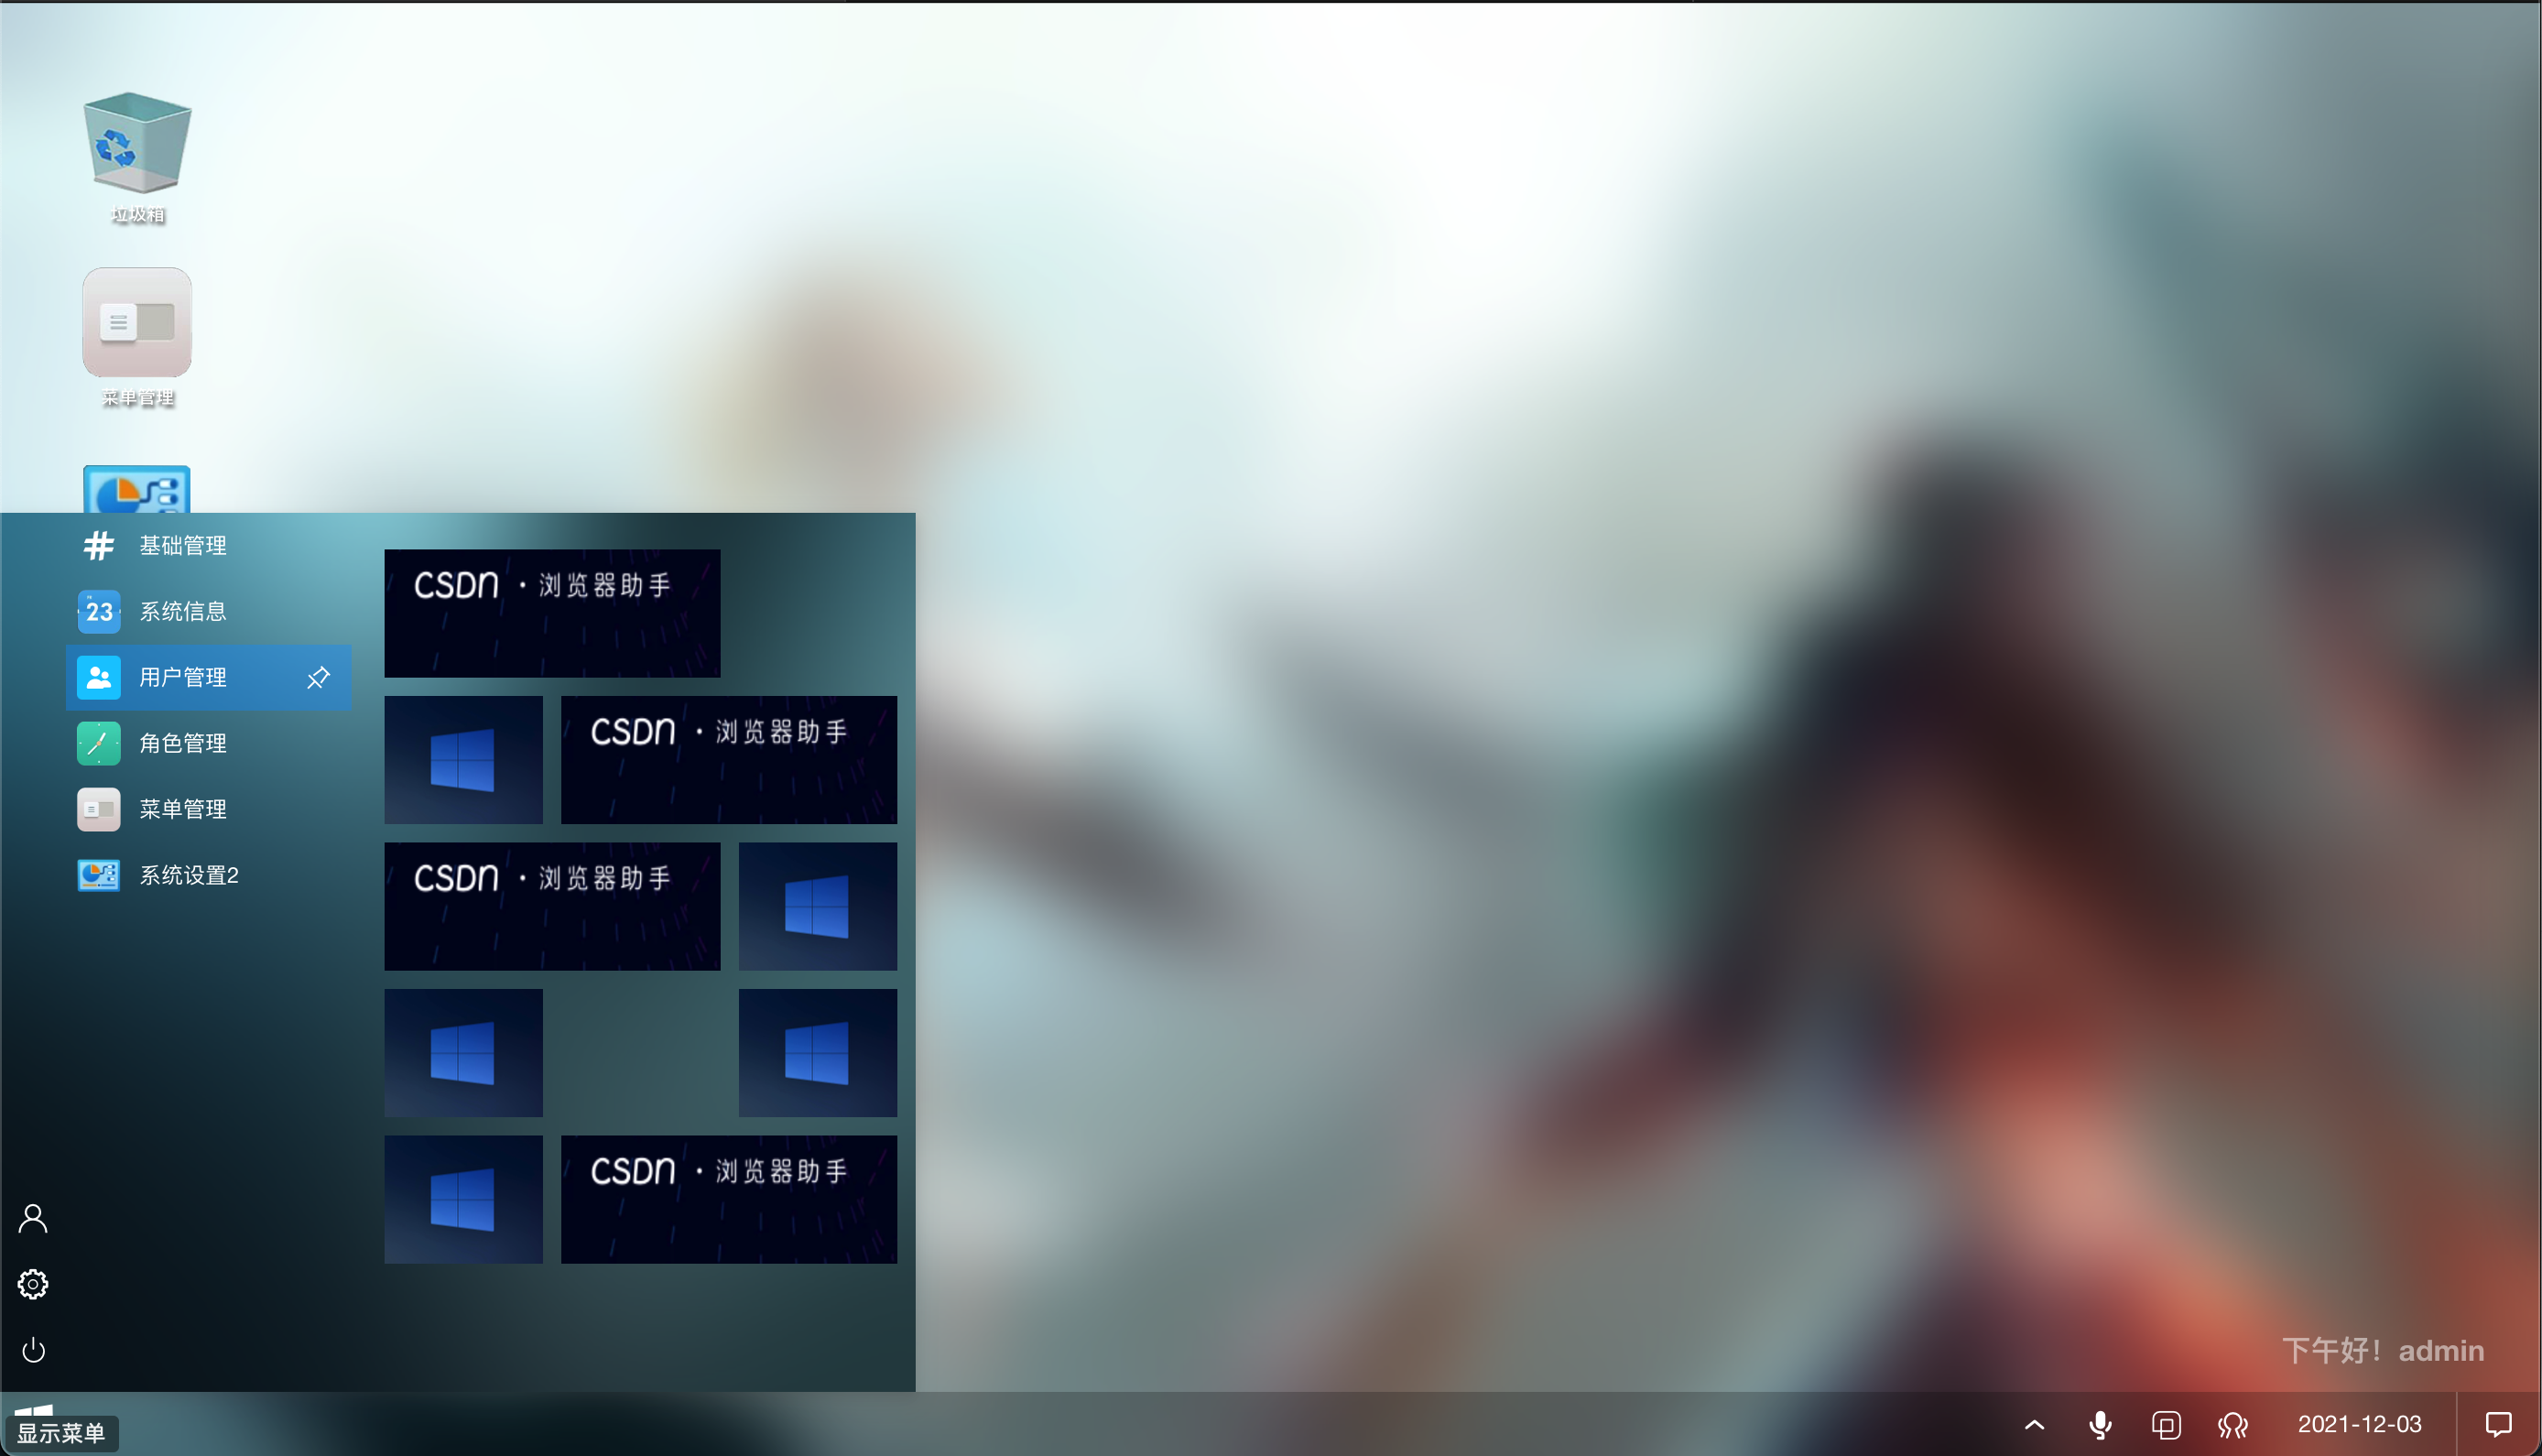 垃圾箱
菜单管理
基础管理
23 系统信息
用户管理
角色管理
菜单管理
系统设置2
CSDN · 浏览器助手
CSDN · 浏览器助手
CSDN · 浏览器助手
CSDN · 浏览器助手
下午好！admin
显示菜单
2021-12-03